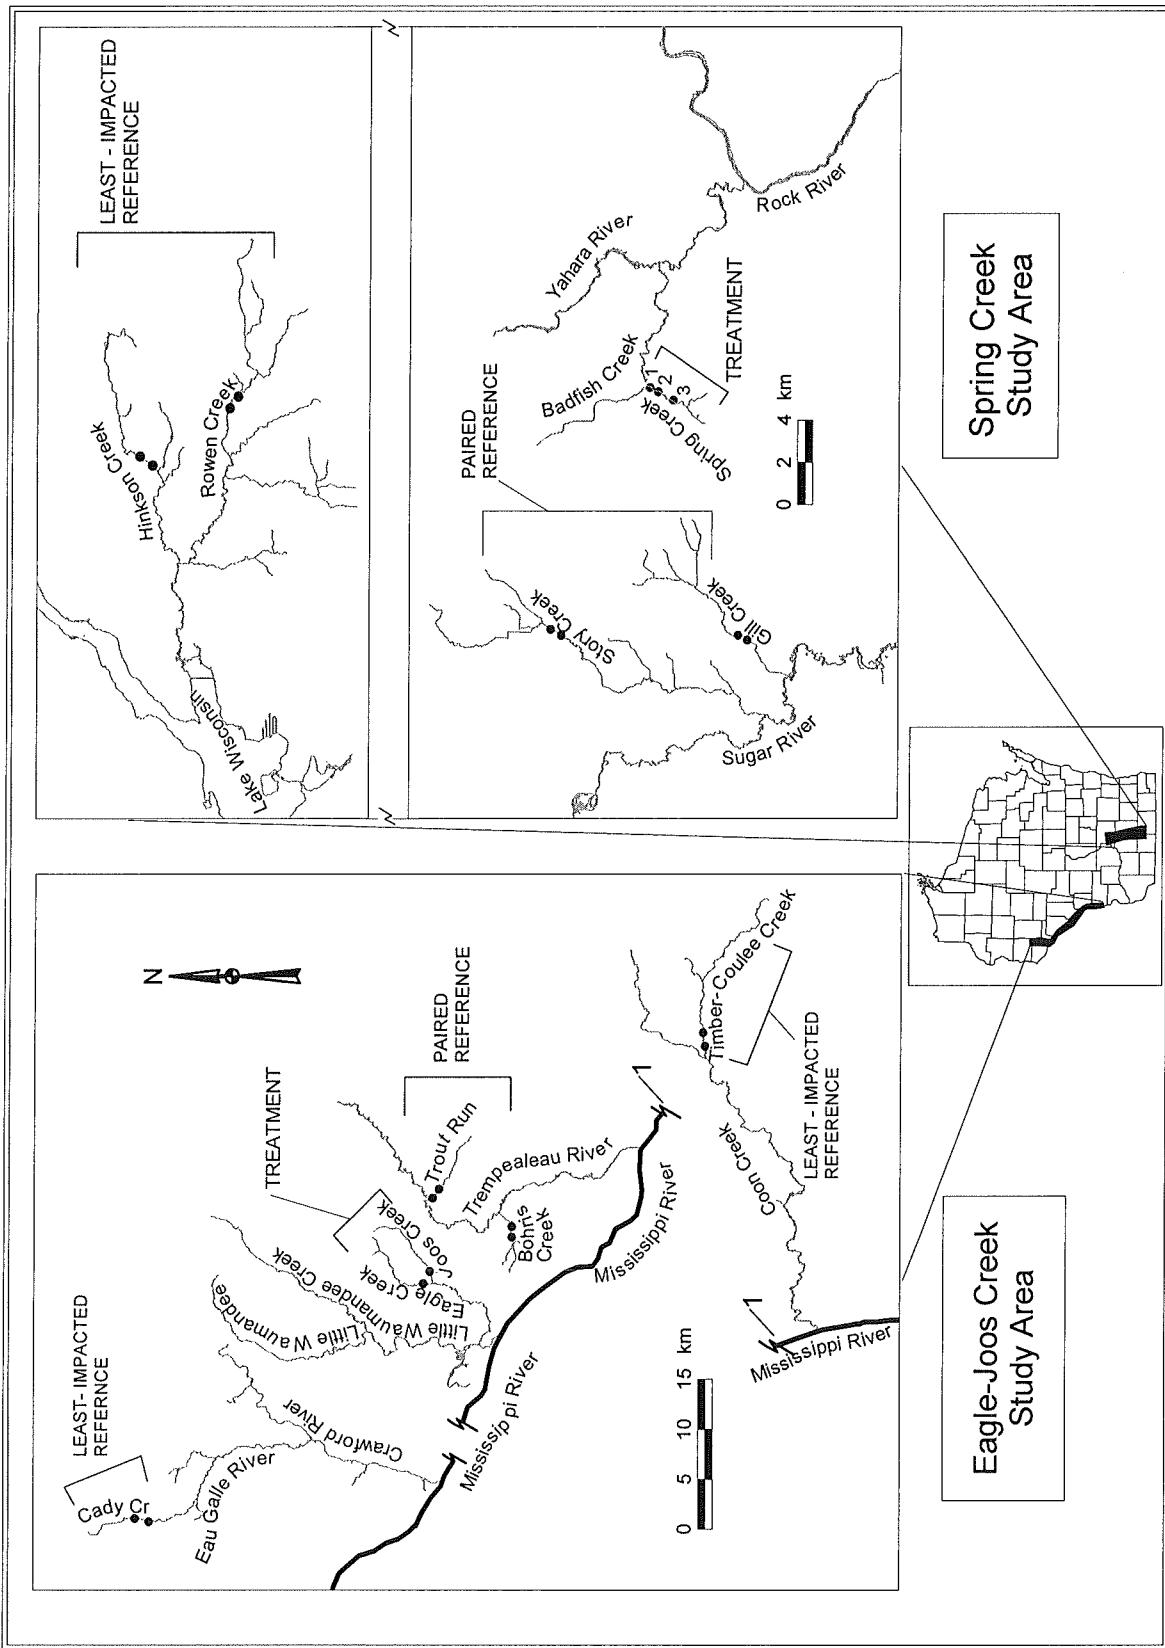 LEAST- IMPACTED
REFERNCE
Cady Cr
Eau Galle River
Crawford River
Little Waumandee
Little Waumandee Creek
Eagle Creek
Joos Creek
TREATMENT
N
PAIRED
REFERENCE
Trout Run
Trempealeau River
Bohris
Creek
Mississip pi River
Mississippi River
1
0 5 10 15 km
1
Mississippi River
Coon Creek
Timber-Coulee Creek
LEAST - IMPACTED
REFERENCE
Eagle-Joos Creek
Study Area
LEAST - IMPACTED
REFERENCE
Hinkson Creek
Rowen Creek
Lake Wisconsin
PAIRED
REFERENCE
Story Creek
Gill Creek
Sugar River
Badfish Creek
Yahara River
Spring Creek
1
2
3
TREATMENT
Rock River
0 2 4 km
Spring Creek
Study Area